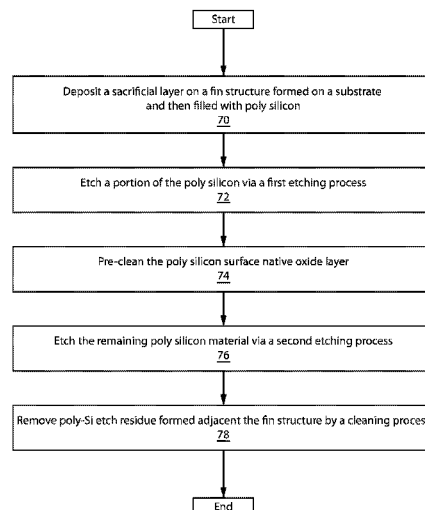 Start
Deposit a sacrificial layer on a fin structure formed on a substrate
and then filled with poly silicon
70
Etch a portion of the poly silicon via a first etching process
72
Pre-clean the poly silicon surface native oxide layer
74
Etch the remaining poly silicon material via a second etching process
76
Remove poly-Si etch residue formed adjacent the fin structure by a cleaning proces
78
End